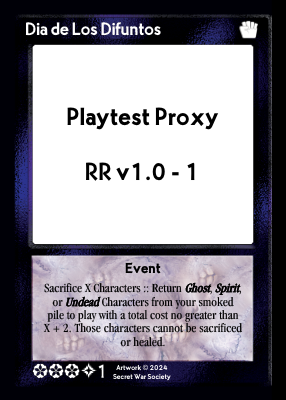 Dia de Los Difuntos
Playtest Proxy
RR v1.0 - 1
Event
Sacrifice X Characters :: Return Ghost, Spirit,
or Undead Characters from your smoked
pile to play with a total cost no greater than
X + 2. Those characters cannot be sacrificed
or healed.
1
Artwork © 2024
Secret War Society